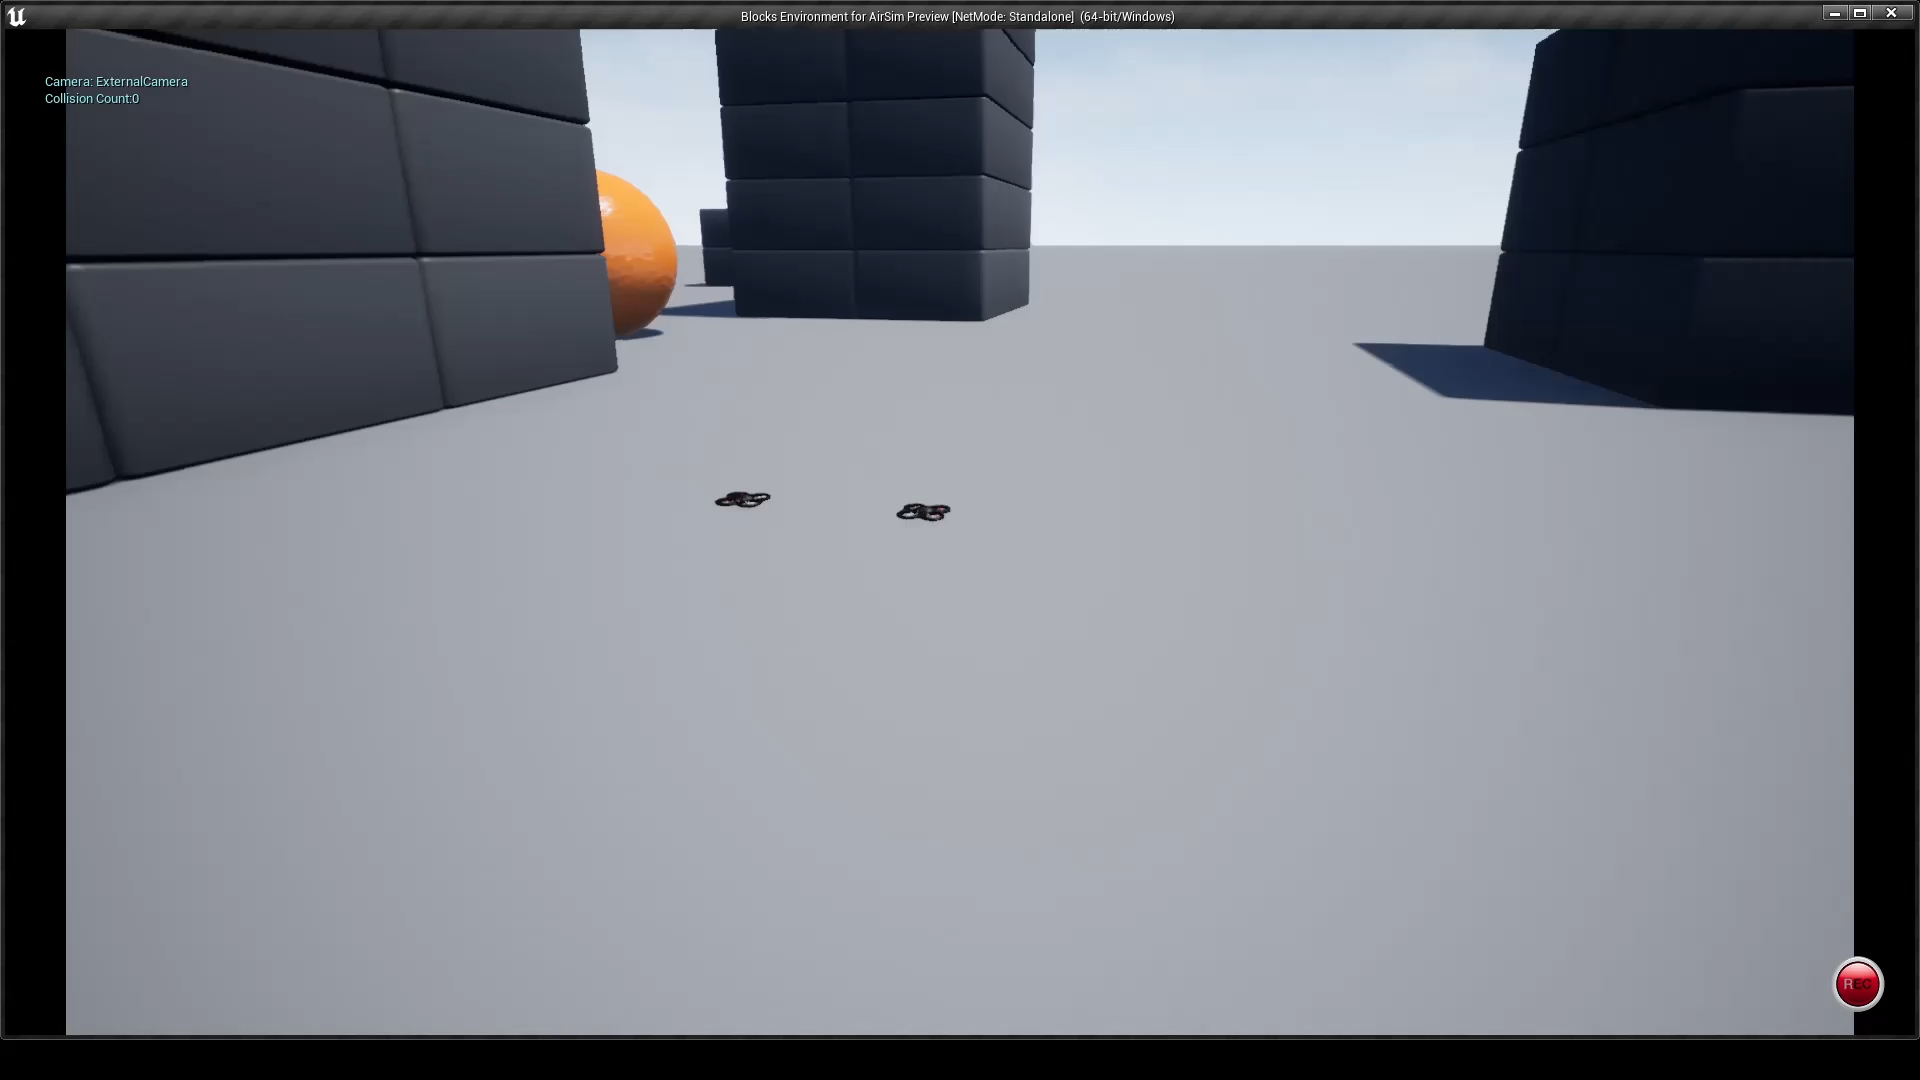 Blocks Environment for AirSim Preview [NetMode: Standalone] (64-bit/Windows)
Camera: ExternalCamera
Collision Count:0
REC